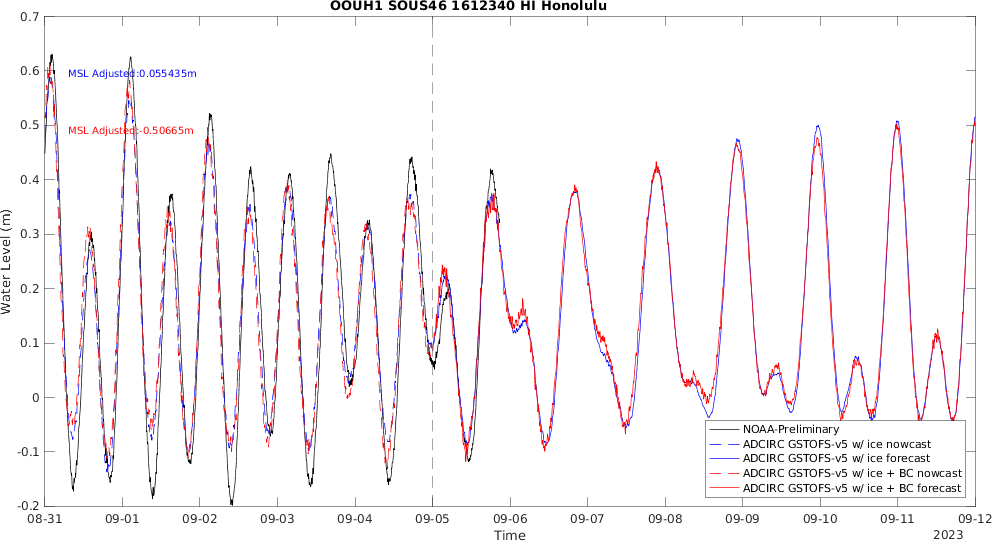 OOUH1 SOUS46 1612340 HI Honolulu
0.7
0.6
0.5
0.4
0.3
0.2
0.1
0
-0.1
-0.2
Water Level (m)
MSL Adjusted:0.055435m
MSL Adjusted:-0.50665m
NOAA-Preliminary
ADCIRC GSTOFS-v5 w/ ice nowcast
ADCIRC GSTOFS-v5 w/ ice forecast
ADCIRC GSTOFS-v5 w/ ice + BC nowcast
ADCIRC GSTOFS-v5 w/ ice + BC forecast
08-31 09-01 09-02 09-03 09-04 09-05 09-06 09-07 09-08 09-09 09-10 09-11 09-12
Time
2023